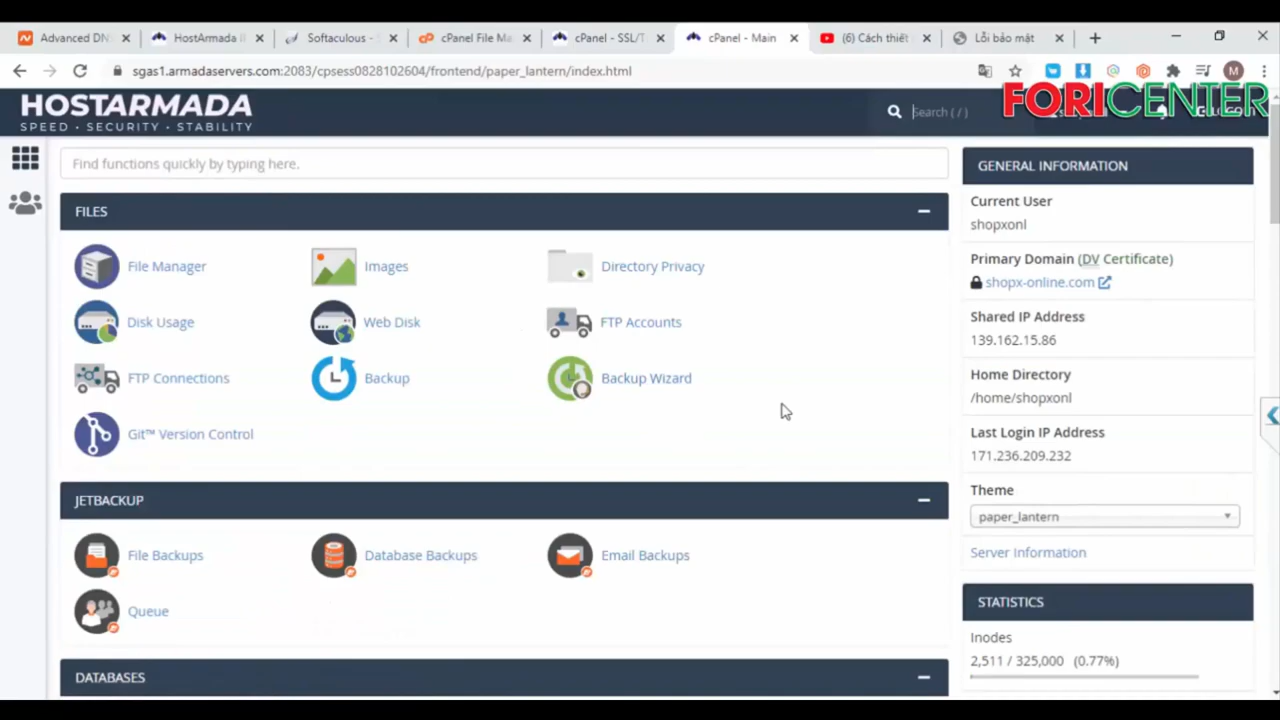 Advanced DN
HostArmada
Softaculous -
cPanel File Ma
cPanel - SSL/T
cPanel - Main
(6) Cách thiết
Lỗi bảo mật
sgas1.armadaservers.com:2083/cpsess0828102604/frontend/paper_lantern/index.html
M
HOSTARMADA
SPEED · SECURITY · STABILITY
Search ( / )
FORICENTER
Find functions quickly by typing here.
FILES
File Manager
Images
Directory Privacy
Disk Usage
Web Disk
FTP Accounts
FTP Connections
Backup
Backup Wizard
Git™ Version Control
JETBACKUP
File Backups
Database Backups
Email Backups
Queue
DATABASES
GENERAL INFORMATION
Current User
shopxonl
Primary Domain (DV Certificate)
shopx-online.com
Shared IP Address
139.162.15.86
Home Directory
/home/shopxonl
Last Login IP Address
171.236.209.232
Theme
paper_lantern
Server Information
STATISTICS
Inodes
2,511 / 325,000 (0.77%)